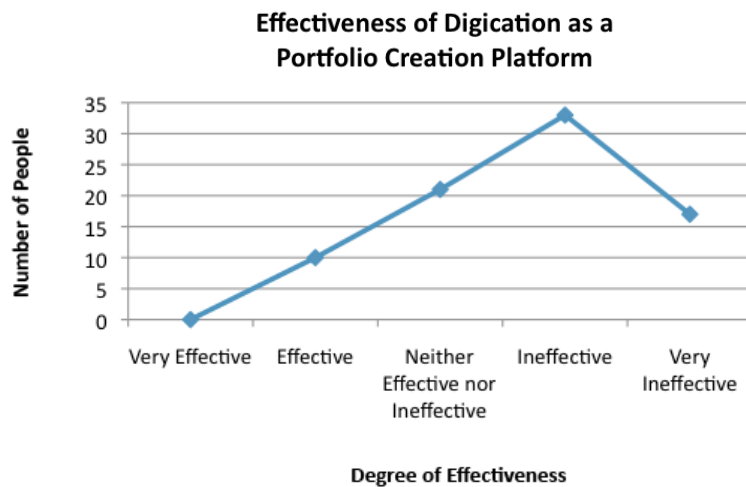 Effectiveness of Digication as a
Portfolio Creation Platform
Number of People
35
30
25
20
15
10
5
0
Very Effective
Effective
Neither
Effective nor
Ineffective
Ineffective
Very
Ineffective
Degree of Effectiveness